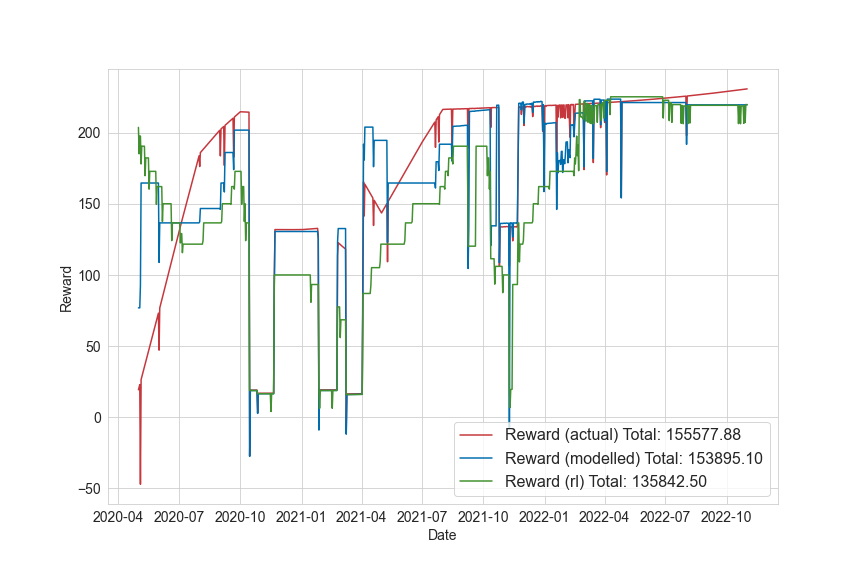 Reward
200
150
100
50
0
−50
2020-04 2020-07 2020-10 2021-01 2021-04 2021-07 2021-10 2022-01 2022-04 2022-07 2022-10
Date
Reward (actual) Total: 155577.88
Reward (modelled) Total: 153895.10
Reward (rl) Total: 135842.50